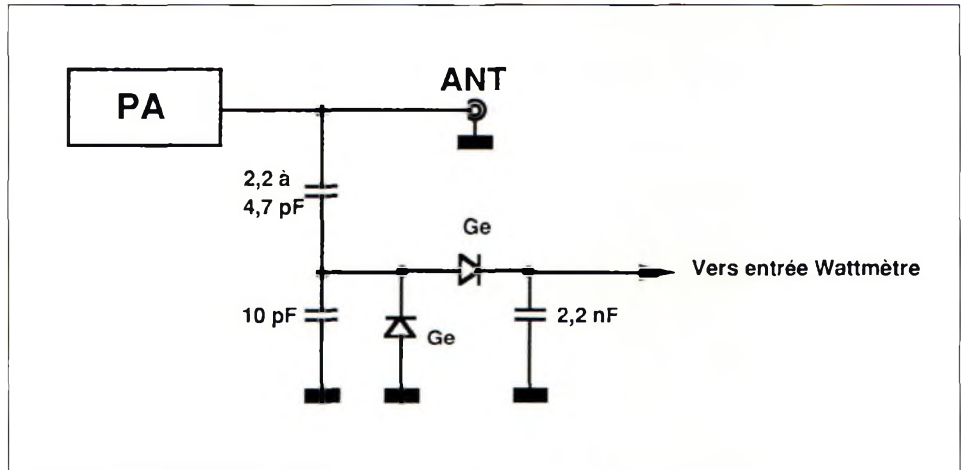 PA
ANT
2,2 à
4,7 pF
Ge
Vers entrée Wattmètre
10 pF
Ge
2,2 nF